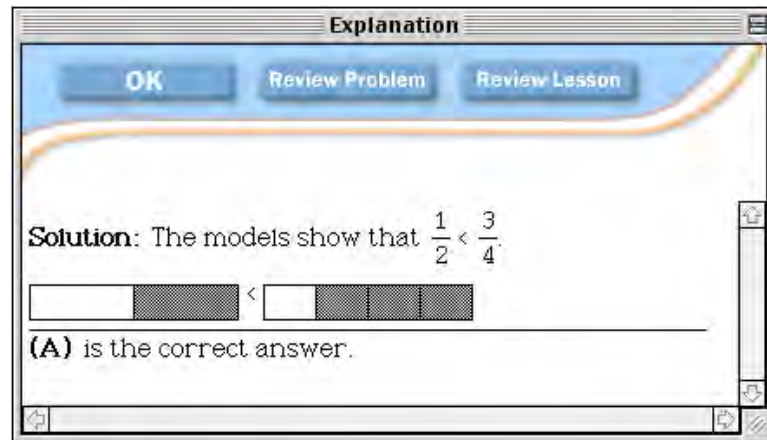 Explanation
OK Review Problem Review Lesson
Solution: The models show that 1/2 < 3/4.
<
(A) is the correct answer.